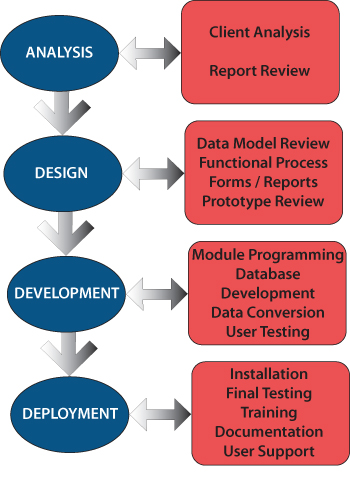 ANALYSIS
Client Analysis
Report Review
DESIGN
Data Model Review
Functional Process
Forms / Reports
Prototype Review
DEVELOPMENT
Module Programming
Database
Development
Data Conversion
User Testing
DEPLOYMENT
Installation
Final Testing
Training
Documentation
User Support